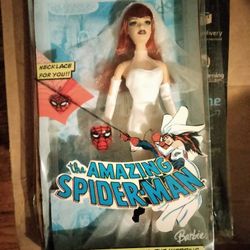 NECKLACE
FOR YOU!!
the AMAZING
SPIDER-MAN
Barbie